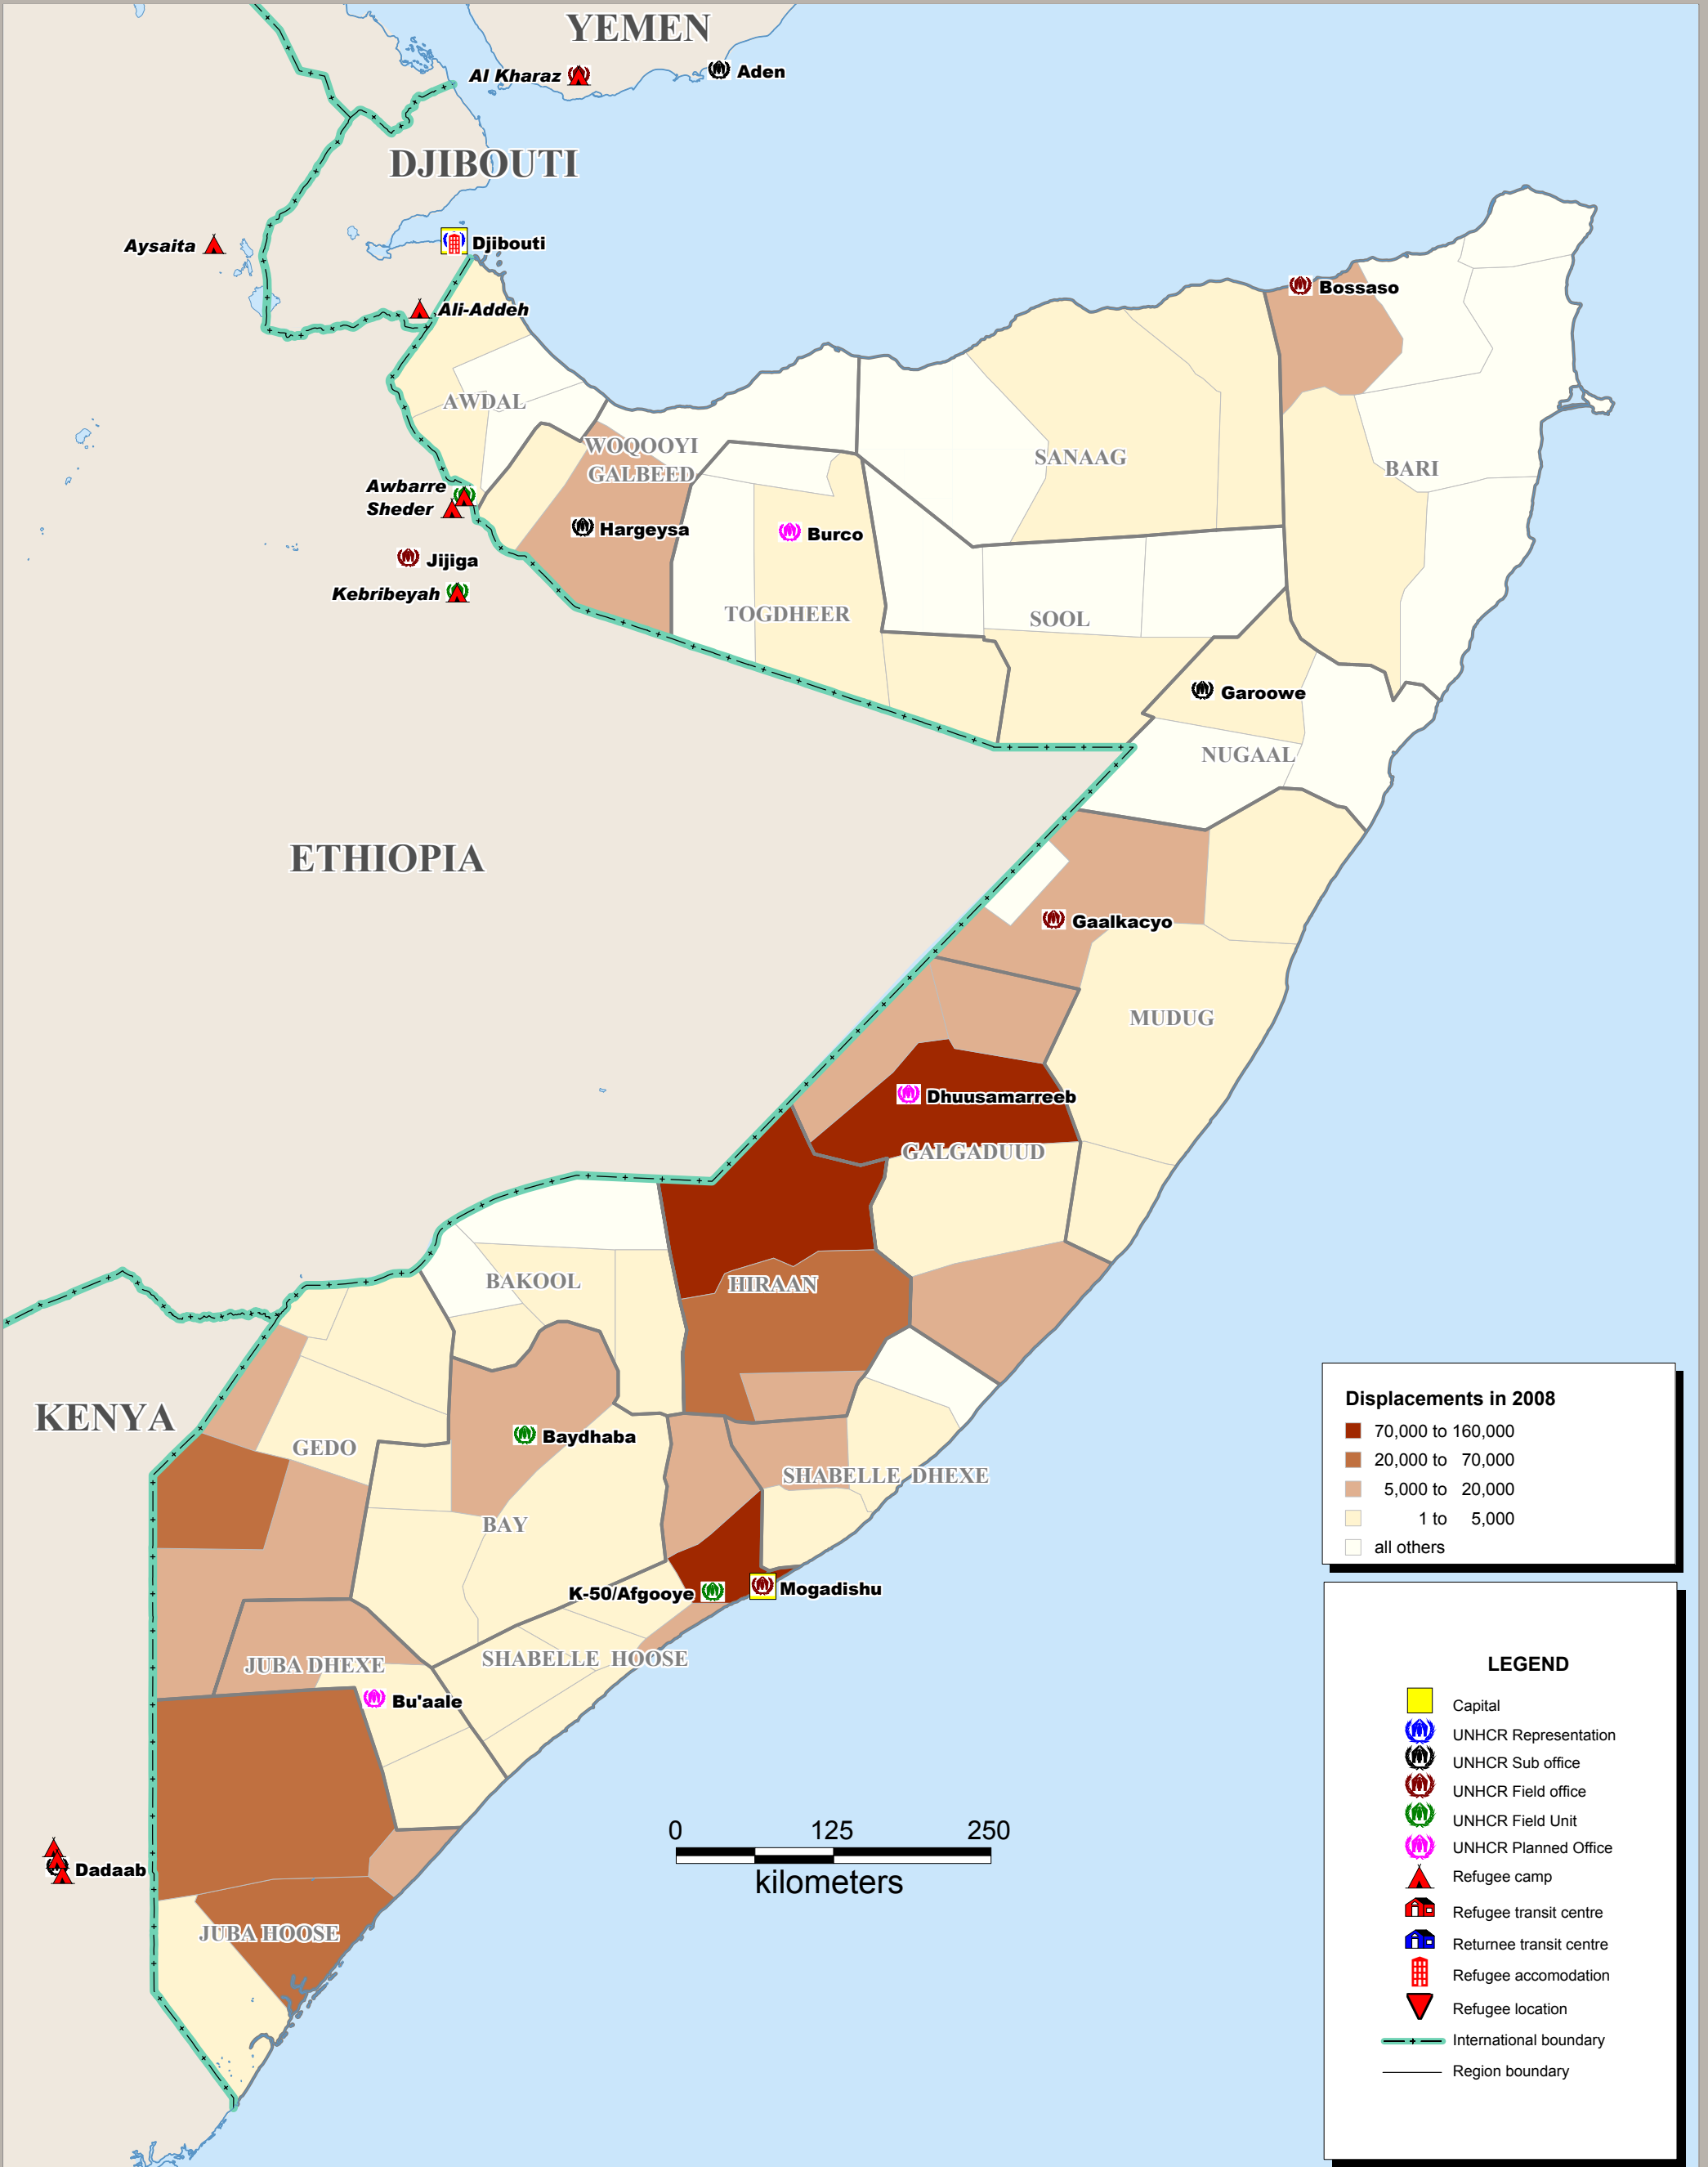 YEMEN
Al Kharaz
Aden
DJIBOUTI
Aysaita
Djibouti
Ali-Addeh
Bossaso
AWDAL
WOQOOYI
GALBEED
SANAAG
BARI
Awbarre
Sheder
Hargeysa
Burco
Jijiga
Kebribeyah
TOGDHEER
SOOL
Garoowe
NUGAAL
ETHIOPIA
Gaalkacyo
MUDUG
Dhuusamarreeb
GALGADUUD
BAKOOL
HIRAAN
KENYA
GEDO
Baydhaba
SHABELLE DHEXE
BAY
K-50/Afgooye
Mogadishu
SHABELLE HOOSE
JUBA DHEXE
Bu'aale
Dadaab
JUBA HOOSE
0 125 250
kilometers
Displacements in 2008
70,000 to 160,000
20,000 to 70,000
5,000 to 20,000
1 to 5,000
all others
LEGEND
Capital
UNHCR Representation
UNHCR Sub office
UNHCR Field office
UNHCR Field Unit
UNHCR Planned Office
Refugee camp
Refugee transit centre
Returnee transit centre
Refugee accomodation
Refugee location
International boundary
Region boundary